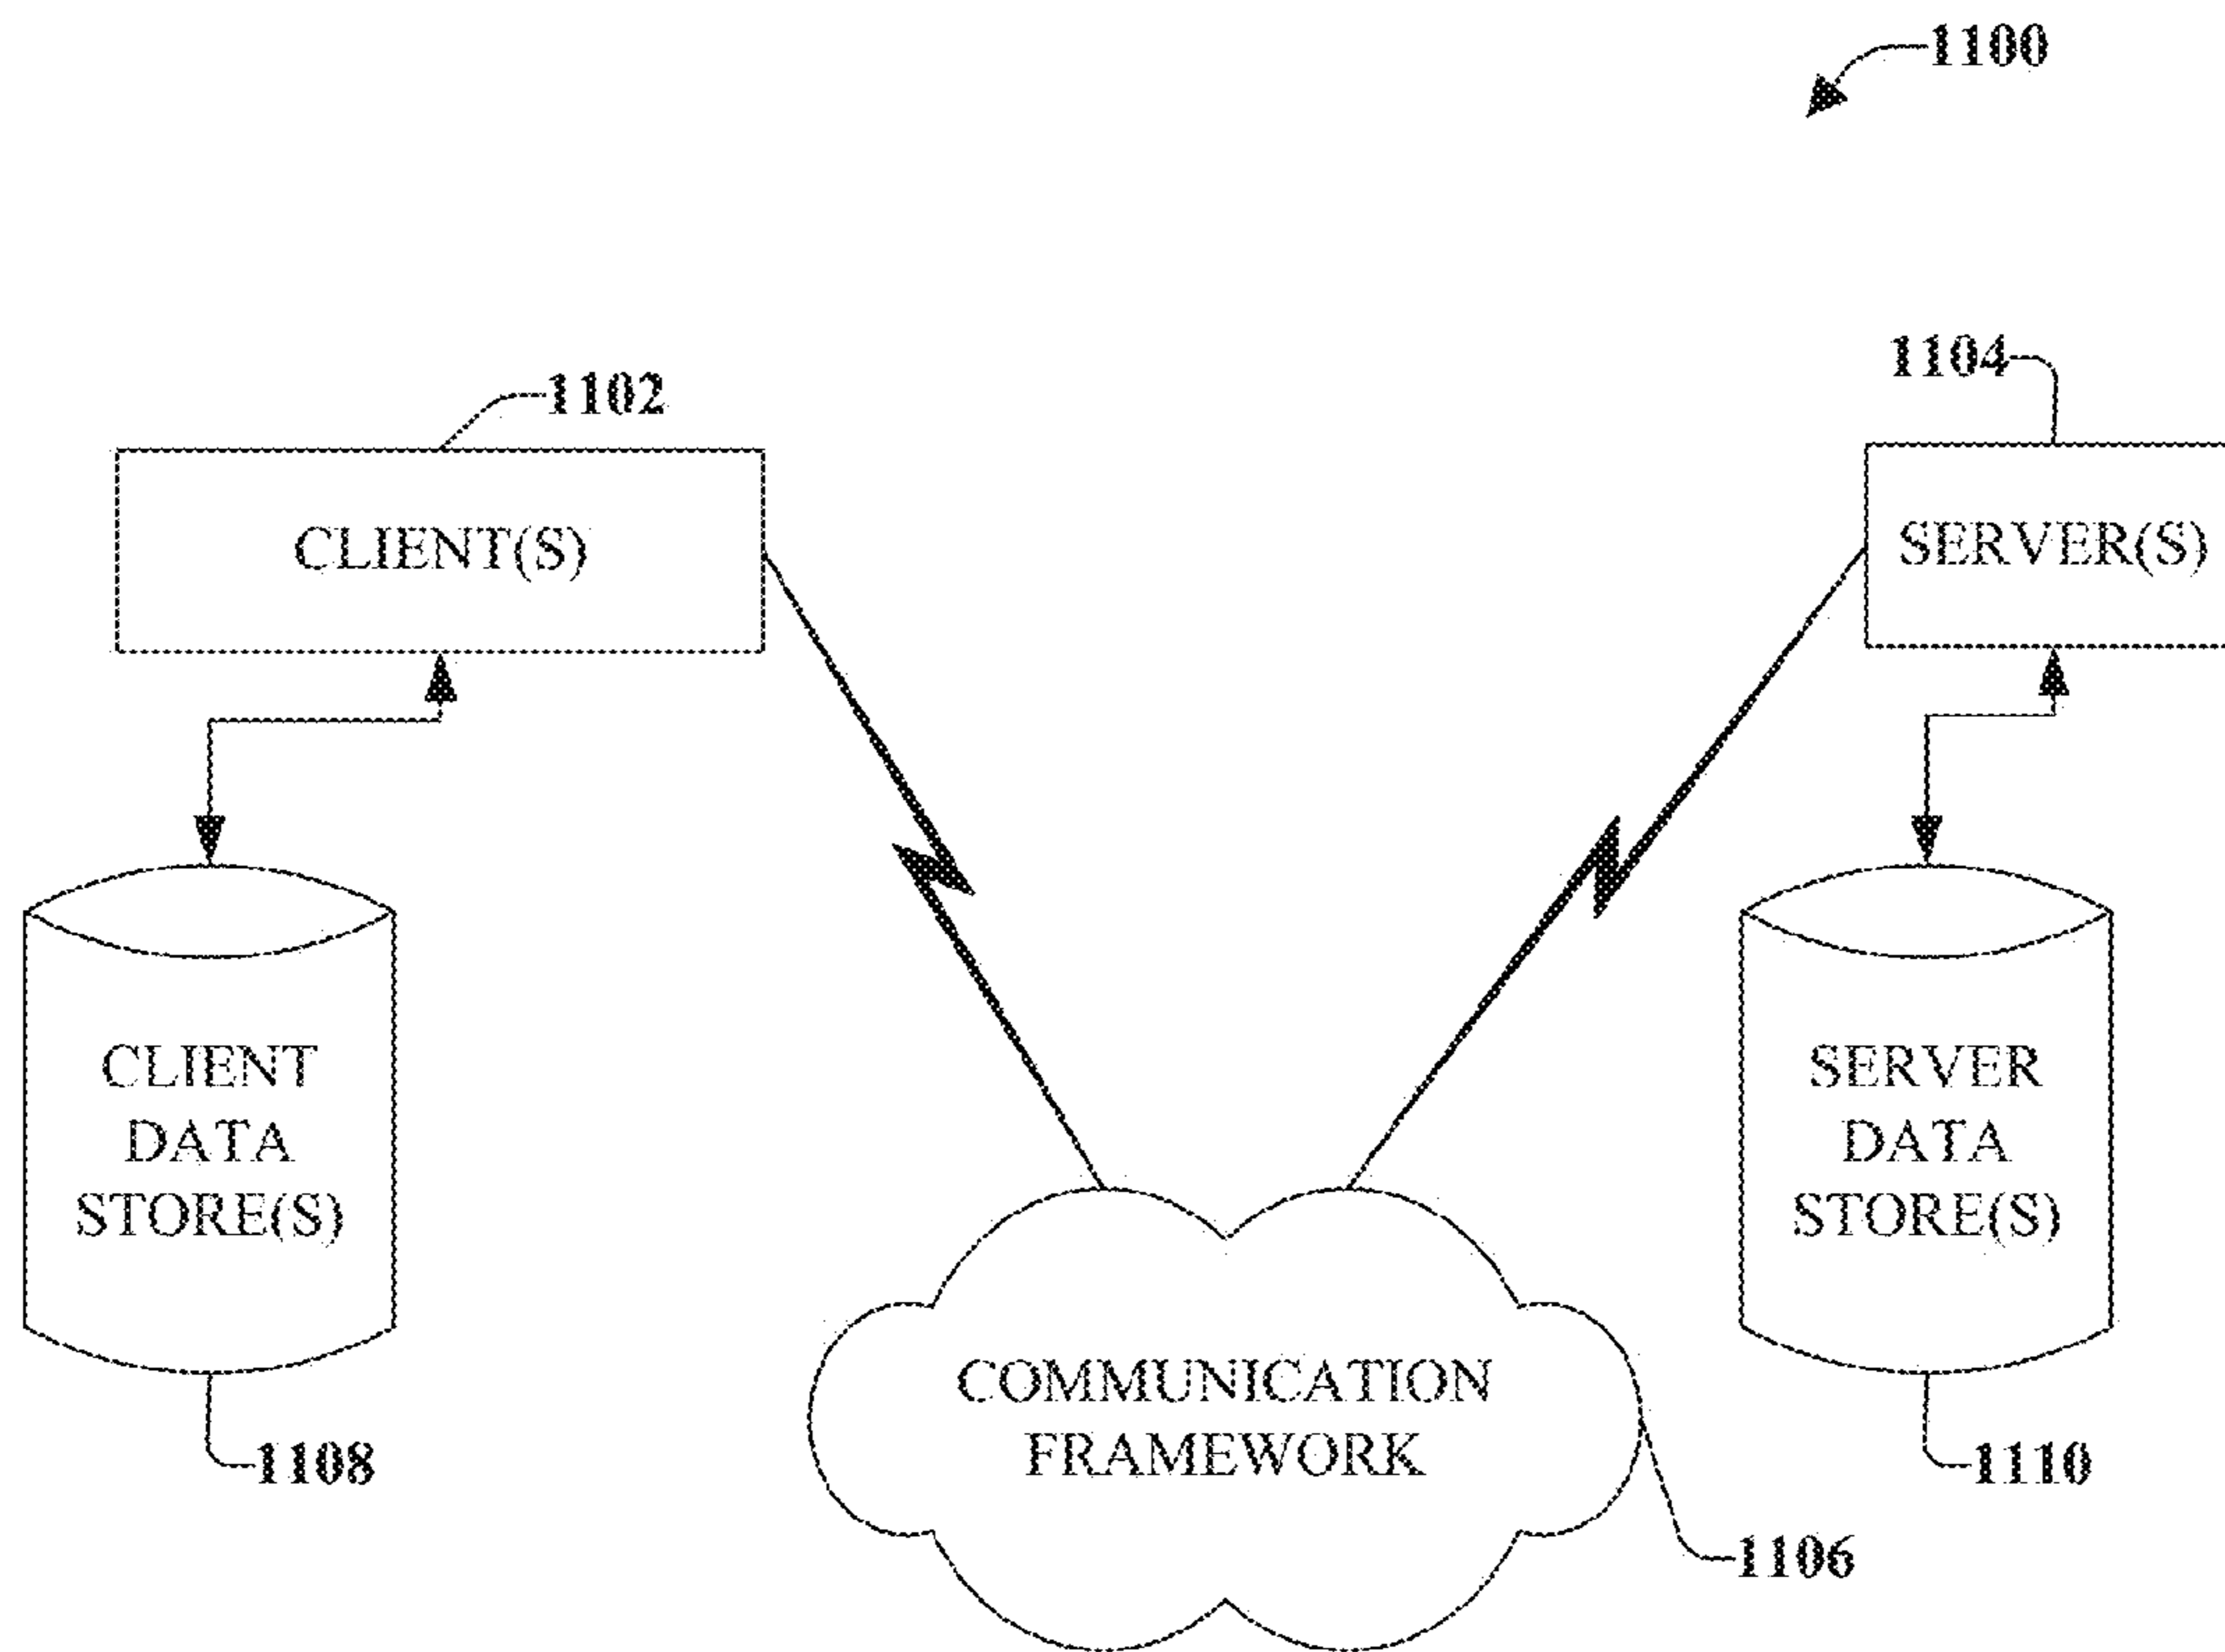 1100
1102
1104
CLIENT(S)
SERVER(S)
CLIENT
DATA
STORE(S)
SERVER
DATA
STORE(S)
COMMUNICATION
FRAMEWORK
1108
1110
1106